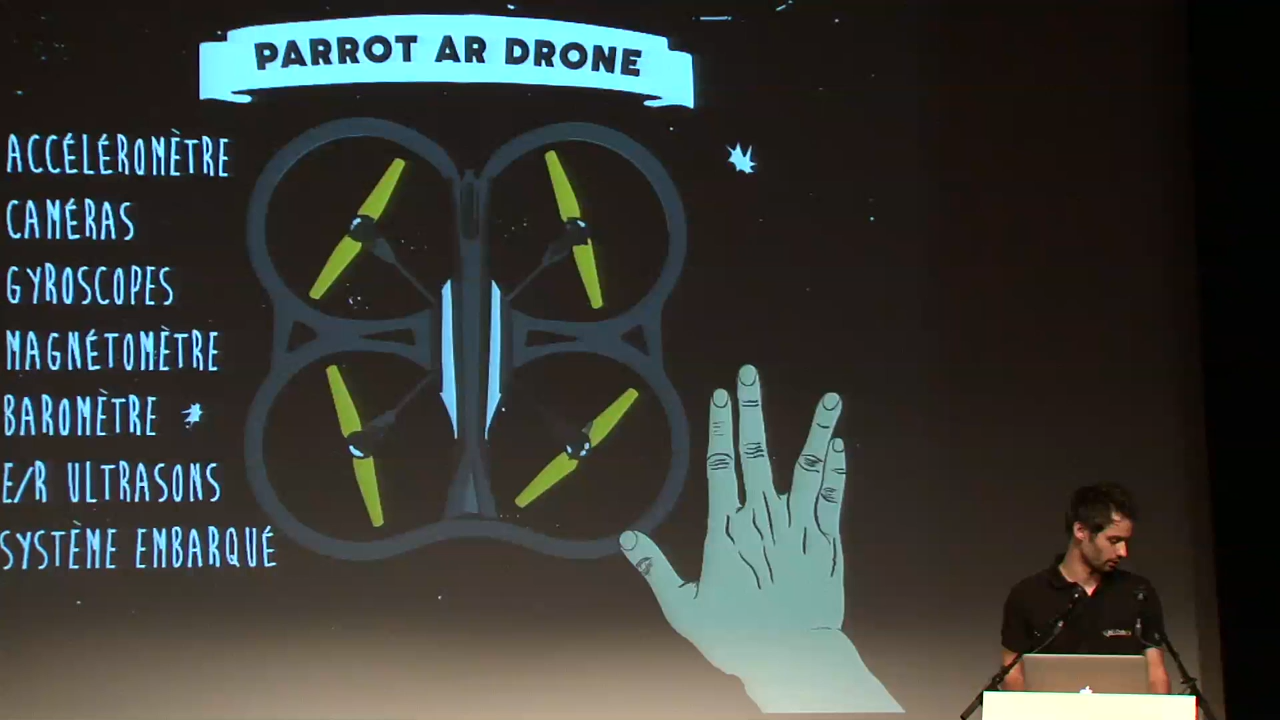 PARROT AR DRONE
ACCÉLÉROMÈTRE
CAMÉRAS
GYROSCOPES
MAGNÉTOMÈTRE
BAROMÈTRE
E/R ULTRASONS
SYSTÈME EMBARQUÉ